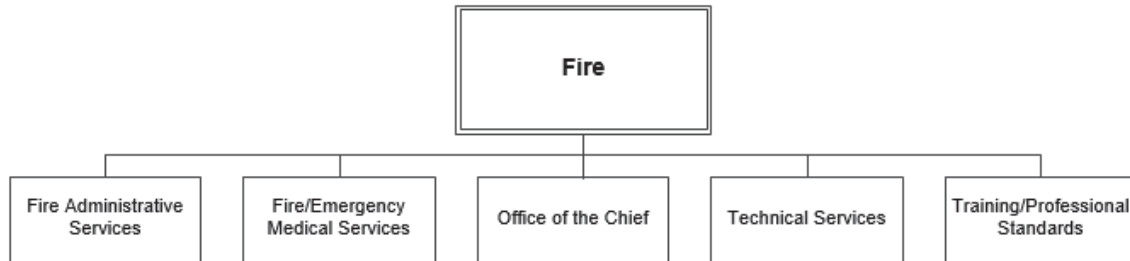 Fire
Fire Administrative
Services
Fire/Emergency
Medical Services
Office of the Chief
Technical Services
Training/Professional
Standards